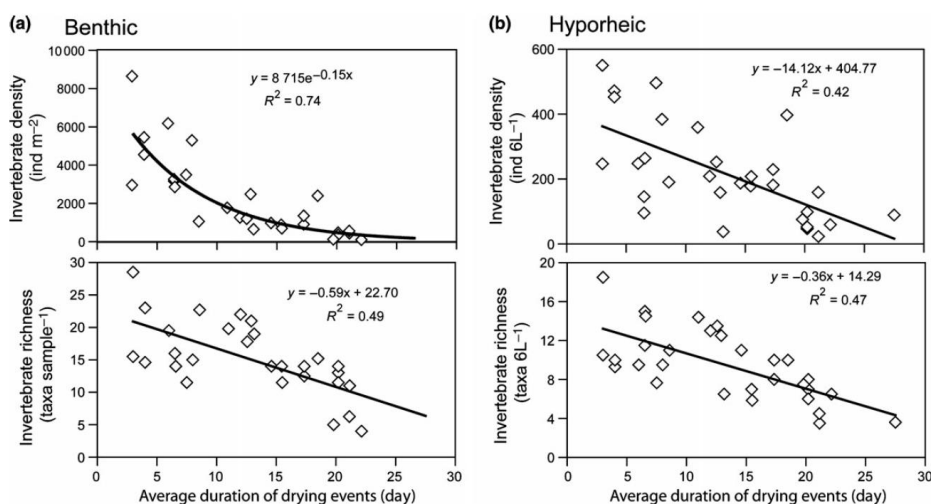 (a) Benthic
Invertebrate density
(ind m⁻²)
10 000
8000
6000
4000
2000
0
y = 8 715e⁻⁰·¹⁵ˣ
R² = 0.74
Invertebrate richness
(taxa sample⁻¹)
30
25
20
15
10
5
0
y = −0.59x + 22.70
R² = 0.49
0 5 10 15 20 25 30
Average duration of drying events (day)
(b) Hyporheic
Invertebrate density
(ind 6L⁻¹)
600
400
200
0
y = −14.12x + 404.77
R² = 0.42
Invertebrate richness
(taxa 6L⁻¹)
20
16
12
8
4
0
y = −0.36x + 14.29
R² = 0.47
0 5 10 15 20 25 30
Average duration of drying events (day)